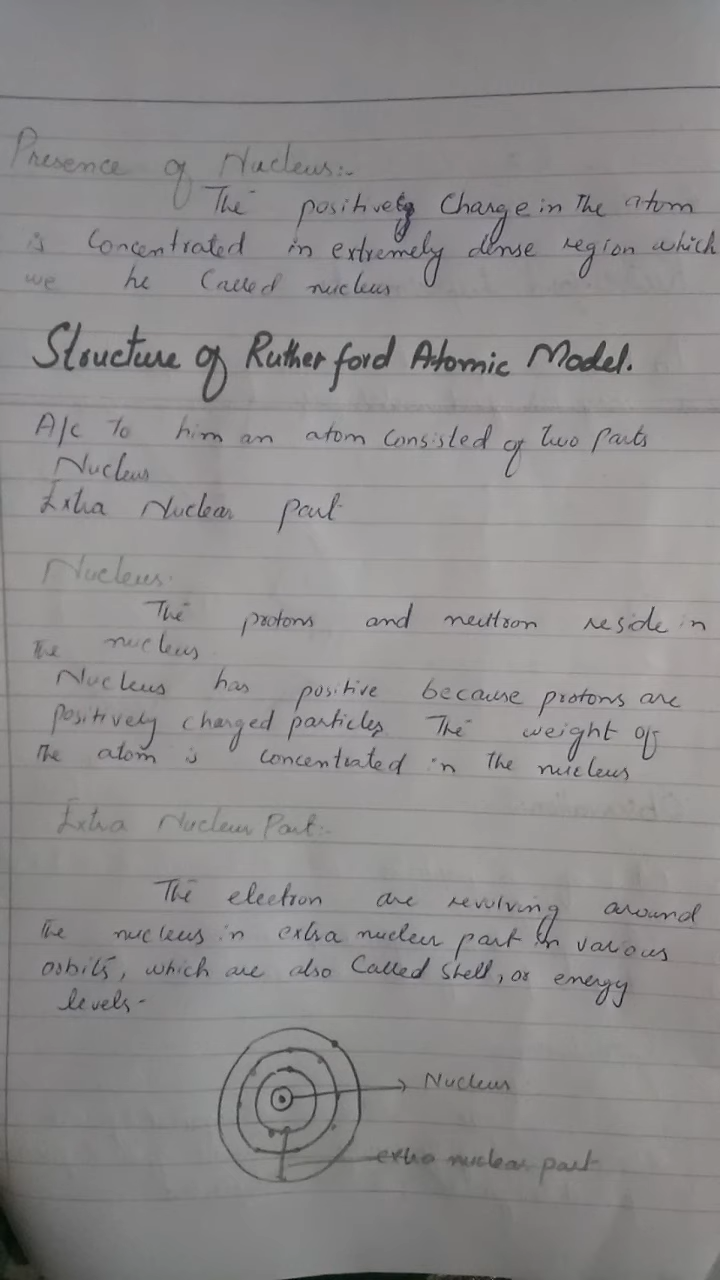 Presence of Nucleus:-
The positively Charge in The atom
is Concentrated in extremely dense region which
we he Called nucleus
Structure of Rutherford Atomic Model.
A/c To him an atom Consisted of Two Parts
Nucleus
Extra Nuclear part
Nucleus:
The protons and neutron reside in
The nucleus
Nucleus has positive because protons are
positively charged particles The weight of
The atom is concentrated in The nucleus
Extra Nuclear Part:-
The electron are revolving around
The nucleus in extra nuclear part in various
orbits, which are also Called Shell, or energy
levels-
Nucleus
extra nuclear part